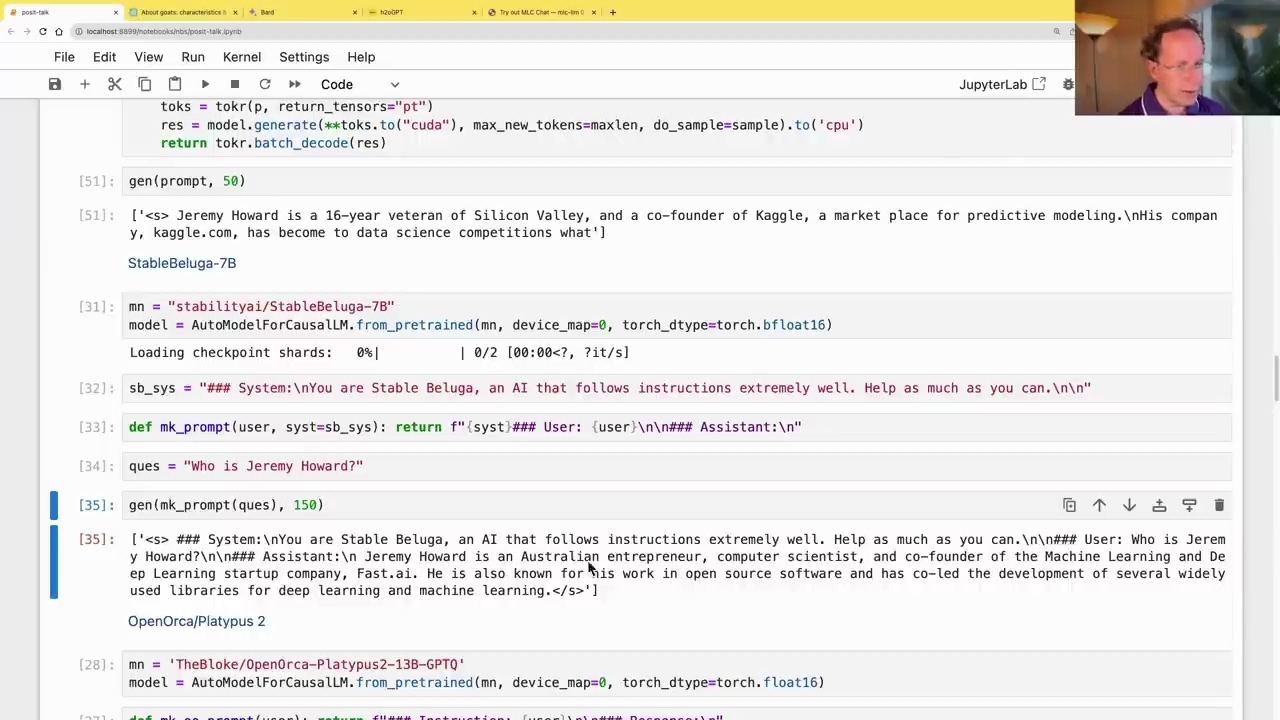 posit-talk
About goats: characteristics &
Bard
h2oGPT
Try out MLC Chat — mlc-llm 0
localhost:8899/notebooks/nbs/posit-talk.ipynb
File Edit View Run Kernel Settings Help
Code
JupyterLab
toks = tokr(p, return_tensors="pt")
res = model.generate(**toks.to("cuda"), max_new_tokens=maxlen, do_sample=sample).to('cpu')
return tokr.batch_decode(res)
[51]: gen(prompt, 50)
[51]: ['<s> Jeremy Howard is a 16-year veteran of Silicon Valley, and a co-founder of Kaggle, a market place for predictive modeling.\nHis compan
y, kaggle.com, has become to data science competitions what']
StableBeluga-7B
[31]: mn = "stabilityai/StableBeluga-7B"
model = AutoModelForCausalLM.from_pretrained(mn, device_map=0, torch_dtype=torch.bfloat16)
Loading checkpoint shards:   0%|          | 0/2 [00:00<?, ?it/s]
[32]: sb_sys = "### System:\nYou are Stable Beluga, an AI that follows instructions extremely well. Help as much as you can.\n\n"
[33]: def mk_prompt(user, syst=sb_sys): return f"{syst}### User: {user}\n\n### Assistant:\n"
[34]: ques = "Who is Jeremy Howard?"
[35]: gen(mk_prompt(ques), 150)
[35]: ['<s> ### System:\nYou are Stable Beluga, an AI that follows instructions extremely well. Help as much as you can.\n\n### User: Who is Jerem
y Howard?\n\n### Assistant:\n Jeremy Howard is an Australian entrepreneur, computer scientist, and co-founder of the Machine Learning and De
ep Learning startup company, Fast.ai. He is also known for his work in open source software and has co-led the development of several widely
used libraries for deep learning and machine learning.</s>']
OpenOrca/Platypus 2
[28]: mn = 'TheBloke/OpenOrca-Platypus2-13B-GPTQ'
model = AutoModelForCausalLM.from_pretrained(mn, device_map=0, torch_dtype=torch.float16)
def mk_oo_prompt(user): return f"### Instruction: {user}\n\n### Response:\n"